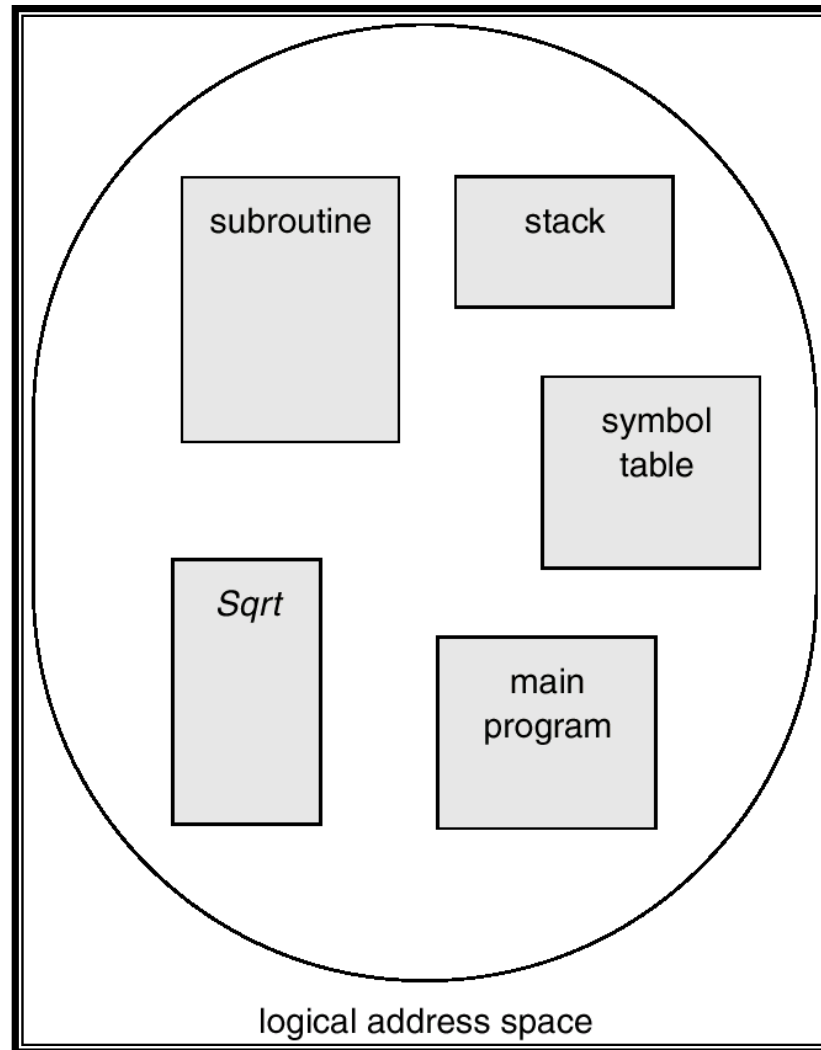 subroutine
stack
symbol
table
Sqrt
main
program
logical address space